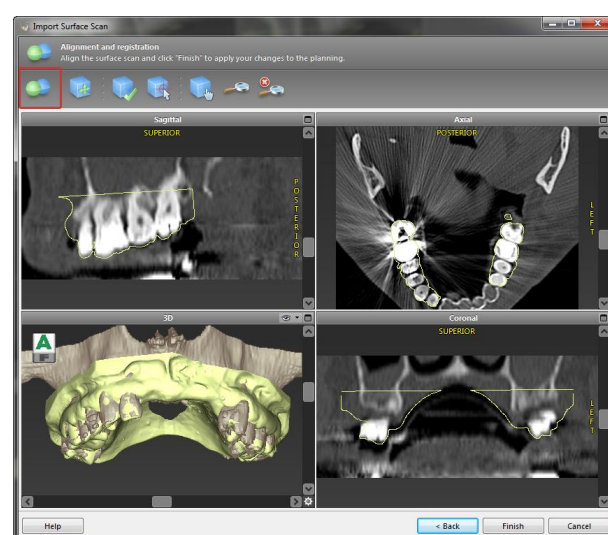 Import Surface Scan
Alignment and registration
Align the surface scan and click "Finish" to apply your changes to the planning.
Sagittal
Axial
SUPERIOR
POSTERIOR
POSTERIOR
LEFT
3D
Coronal
A
F
SUPERIOR
LEFT
Help
< Back
Finish
Cancel